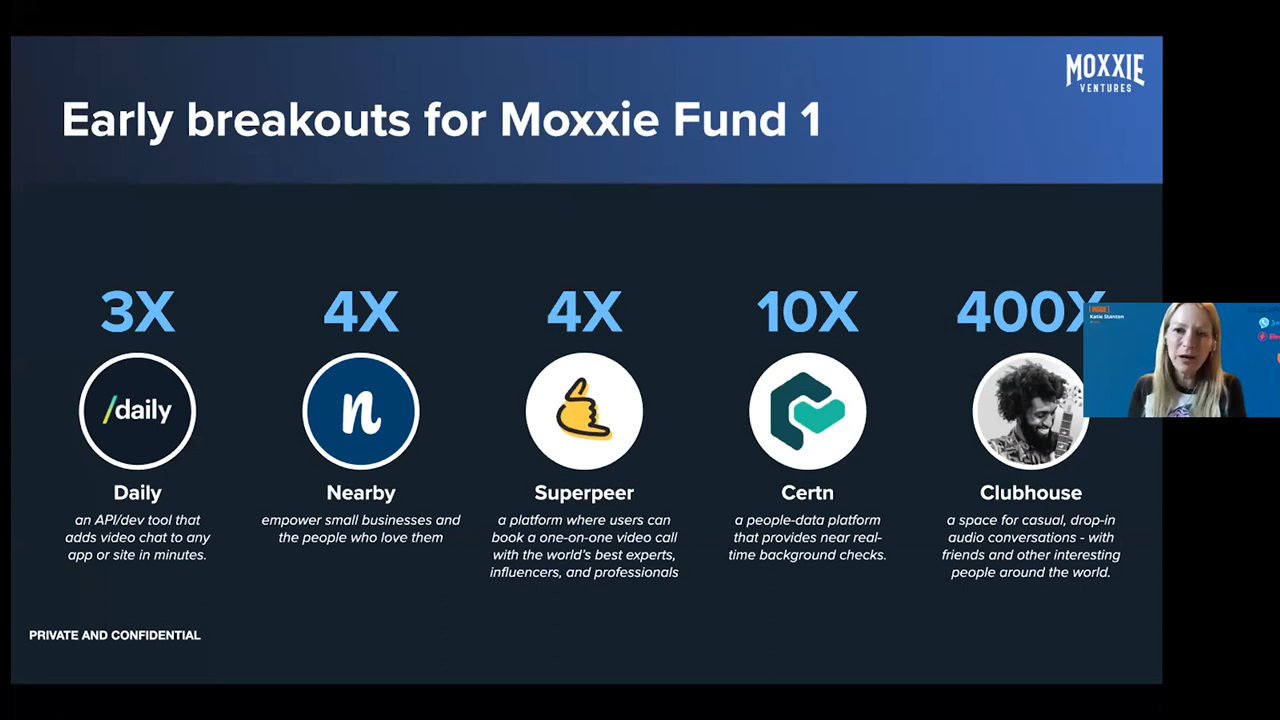 MOXXIE
VENTURES
Early breakouts for Moxxie Fund 1
3X
4X
4X
10X
400X
Katie Stanton
/daily
n
Daily
Nearby
Superpeer
Certn
Clubhouse
an API/dev tool that
adds video chat to any
app or site in minutes.
empower small businesses and
the people who love them
a platform where users can
book a one-on-one video call
with the world's best experts,
influencers, and professionals
a people-data platform
that provides near real-
time background checks.
a space for casual, drop-in
audio conversations - with
friends and other interesting
people around the world.
PRIVATE AND CONFIDENTIAL